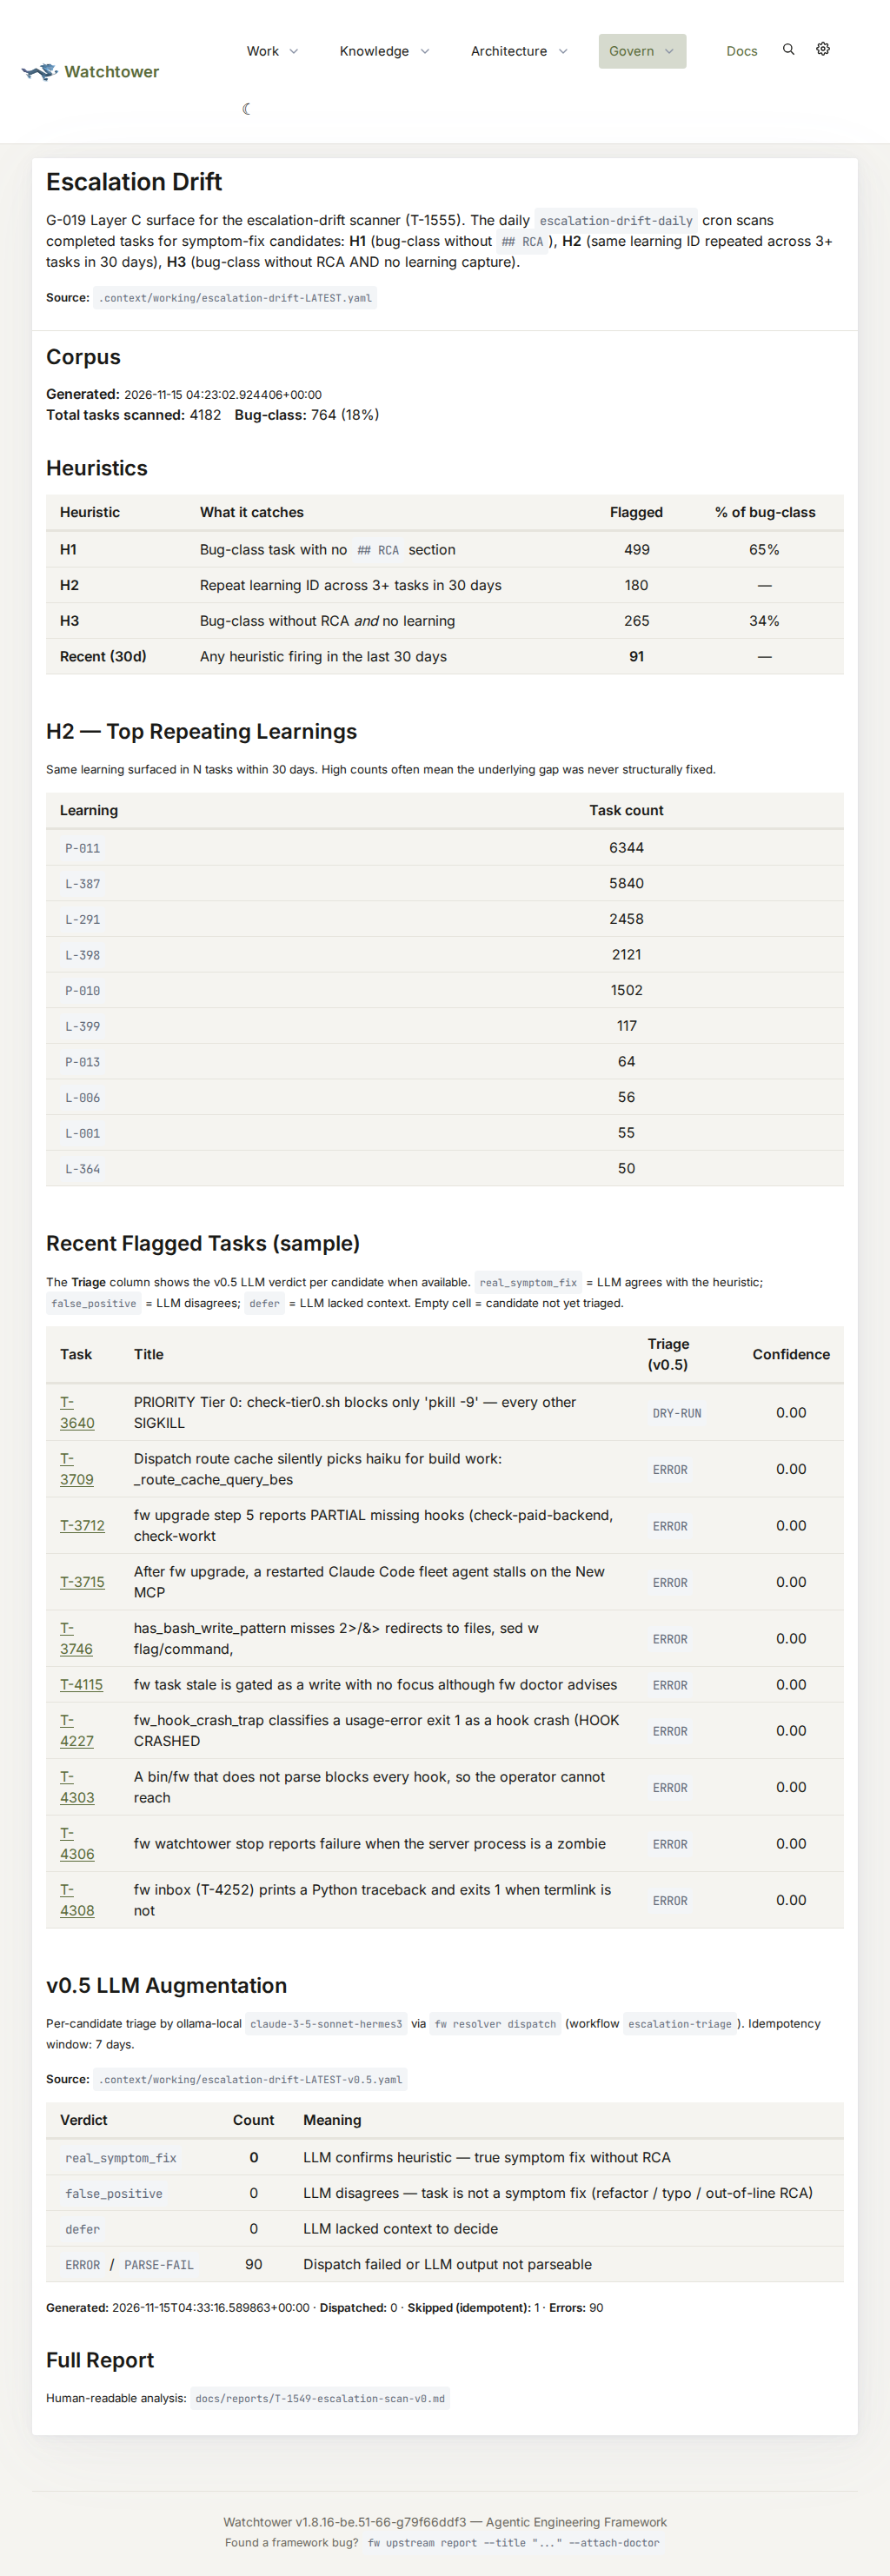 Watchtower
Work
Knowledge
Architecture
Govern
Docs
Escalation Drift
G-019 Layer C surface for the escalation-drift scanner (T-1555). The daily escalation-drift-daily cron scans
completed tasks for symptom-fix candidates: H1 (bug-class without ## RCA), H2 (same learning ID repeated across 3+
tasks in 30 days), H3 (bug-class without RCA AND no learning capture).
Source: .context/working/escalation-drift-LATEST.yaml
Corpus
Generated: 2026-11-15 04:23:02.924406+00:00
Total tasks scanned: 4182 Bug-class: 764 (18%)
Heuristics
Heuristic What it catches Flagged % of bug-class
H1 Bug-class task with no ## RCA section 499 65%
H2 Repeat learning ID across 3+ tasks in 30 days 180 —
H3 Bug-class without RCA and no learning 265 34%
Recent (30d) Any heuristic firing in the last 30 days 91 —
H2 — Top Repeating Learnings
Same learning surfaced in N tasks within 30 days. High counts often mean the underlying gap was never structurally fixed.
Learning Task count
P-011 6344
L-387 5840
L-291 2458
L-398 2121
P-010 1502
L-399 117
P-013 64
L-006 56
L-001 55
L-364 50
Recent Flagged Tasks (sample)
The Triage column shows the v0.5 LLM verdict per candidate when available. real_symptom_fix = LLM agrees with the heuristic;
false_positive = LLM disagrees; defer = LLM lacked context. Empty cell = candidate not yet triaged.
Task Title Triage (v0.5) Confidence
T-3640 PRIORITY Tier 0: check-tier0.sh blocks only 'pkill -9' — every other
SIGKILL DRY-RUN 0.00
T-3709 Dispatch route cache silently picks haiku for build work:
_route_cache_query_bes ERROR 0.00
T-3712 fw upgrade step 5 reports PARTIAL missing hooks (check-paid-backend,
check-workt ERROR 0.00
T-3715 After fw upgrade, a restarted Claude Code fleet agent stalls on the New
MCP ERROR 0.00
T-3746 has_bash_write_pattern misses 2>/&> redirects to files, sed w
flag/command, ERROR 0.00
T-4115 fw task stale is gated as a write with no focus although fw doctor advises ERROR 0.00
T-4227 fw_hook_crash_trap classifies a usage-error exit 1 as a hook crash (HOOK
CRASHED ERROR 0.00
T-4303 A bin/fw that does not parse blocks every hook, so the operator cannot
reach ERROR 0.00
T-4306 fw watchtower stop reports failure when the server process is a zombie ERROR 0.00
T-4308 fw inbox (T-4252) prints a Python traceback and exits 1 when termlink is
not ERROR 0.00
v0.5 LLM Augmentation
Per-candidate triage by ollama-local claude-3-5-sonnet-hermes3 via fw resolver dispatch (workflow escalation-triage). Idempotency
window: 7 days.
Source: .context/working/escalation-drift-LATEST-v0.5.yaml
Verdict Count Meaning
real_symptom_fix 0 LLM confirms heuristic — true symptom fix without RCA
false_positive 0 LLM disagrees — task is not a symptom fix (refactor / typo / out-of-line RCA)
defer 0 LLM lacked context to decide
ERROR / PARSE-FAIL 90 Dispatch failed or LLM output not parseable
Generated: 2026-11-15T04:33:16.589863+00:00 · Dispatched: 0 · Skipped (idempotent): 1 · Errors: 90
Full Report
Human-readable analysis: docs/reports/T-1549-escalation-scan-v0.md
Watchtower v1.8.16-be.51-66-g79f66ddf3 — Agentic Engineering Framework
Found a framework bug? fw upstream report --title "..." --attach-doctor